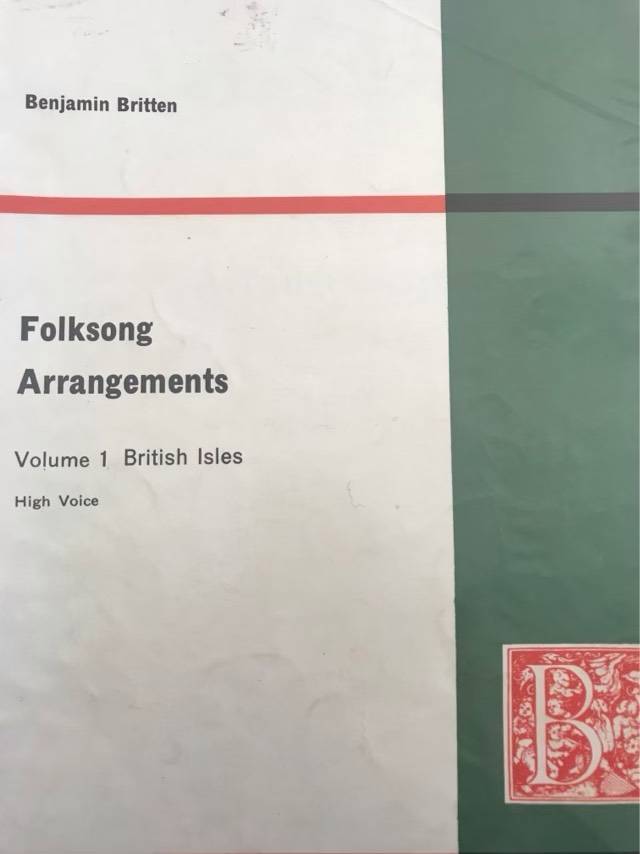 Benjamin Britten
Folksong
Arrangements
Volume 1 British Isles
High Voice
B